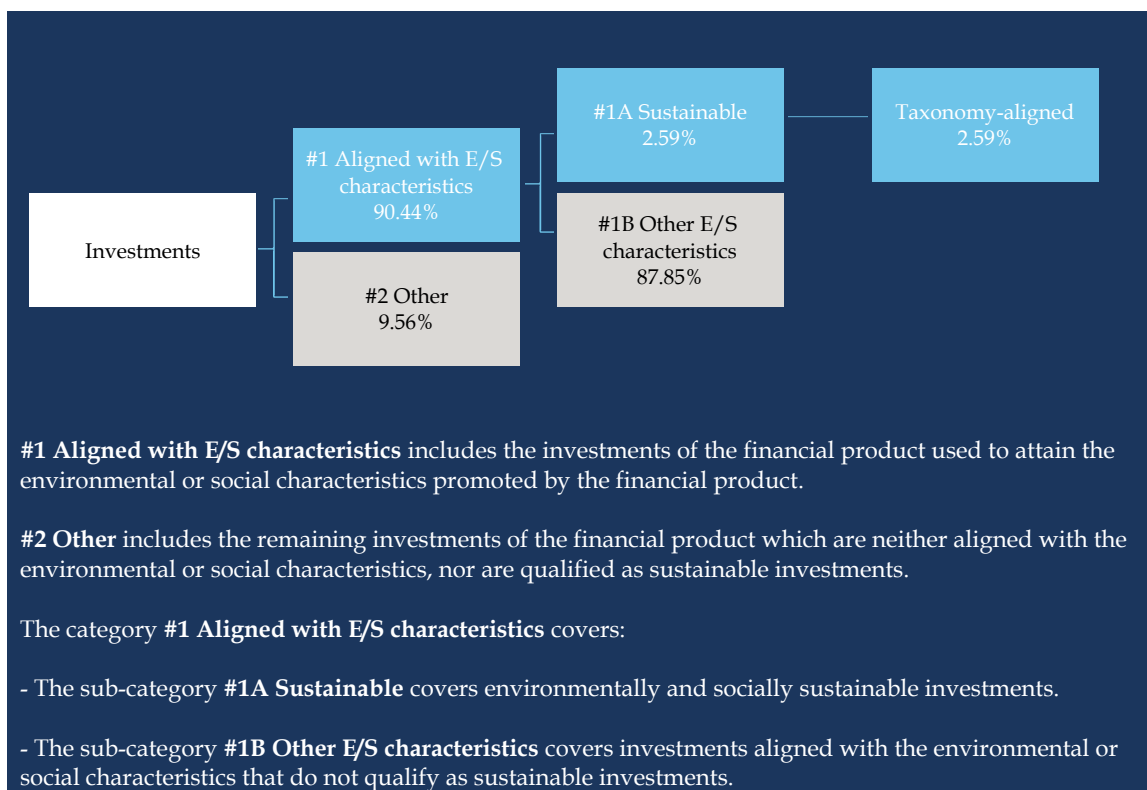 #1A Sustainable
2.59%
Taxonomy-aligned
2.59%
#1 Aligned with E/S
characteristics
90.44%
Investments
#1B Other E/S
characteristics
87.85%
#2 Other
9.56%
#1 Aligned with E/S characteristics includes the investments of the financial product used to attain the
environmental or social characteristics promoted by the financial product.
#2 Other includes the remaining investments of the financial product which are neither aligned with the
environmental or social characteristics, nor are qualified as sustainable investments.
The category #1 Aligned with E/S characteristics covers:
- The sub-category #1A Sustainable covers environmentally and socially sustainable investments.
- The sub-category #1B Other E/S characteristics covers investments aligned with the environmental or
social characteristics that do not qualify as sustainable investments.